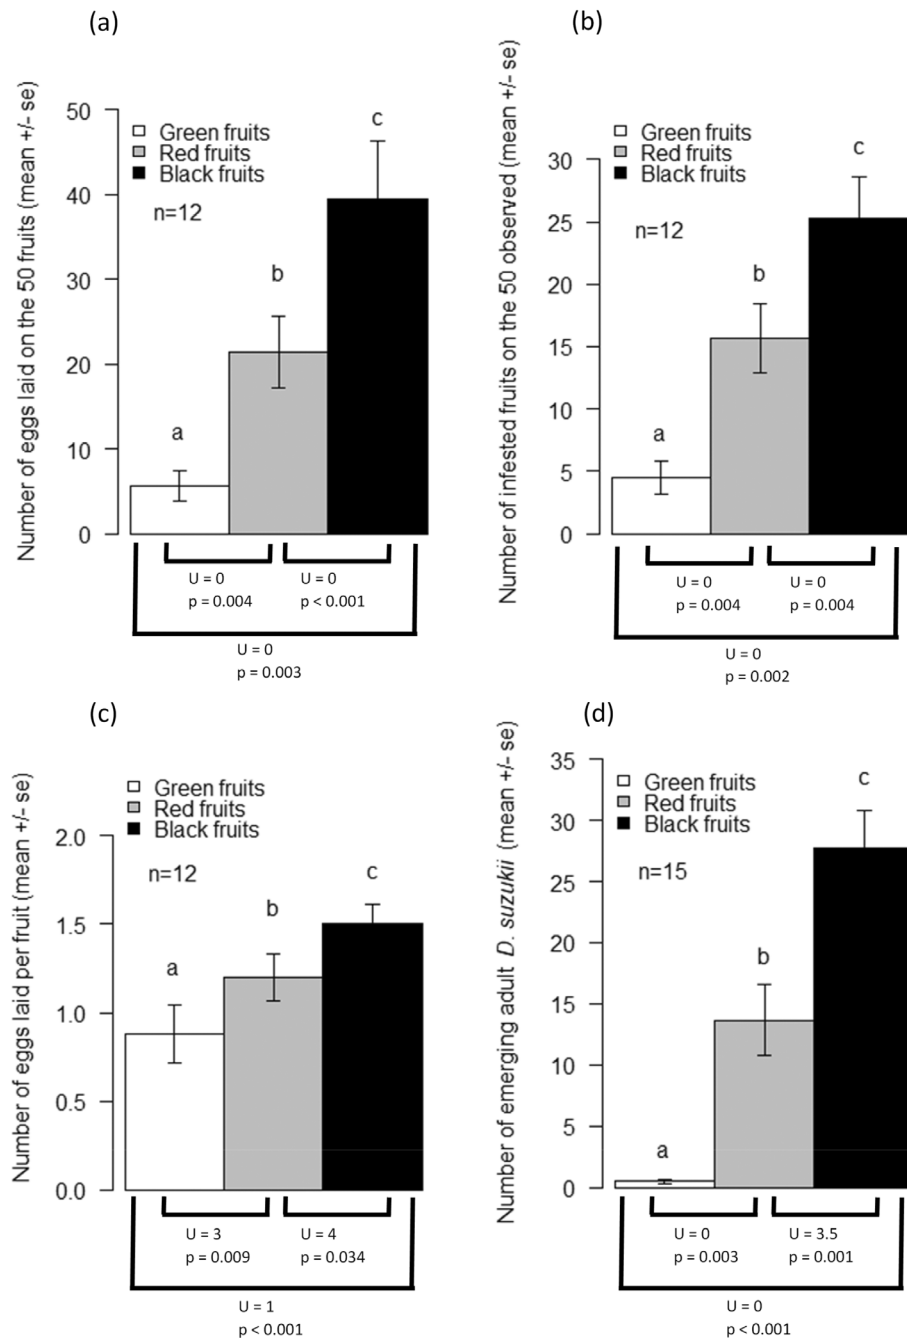 (a)
Number of eggs laid on the 50 fruits (mean +/- se)
50
40
30
20
10
0
Green fruits
Red fruits
Black fruits
n=12
a
b
c
U = 0
p = 0.004
U = 0
p < 0.001
U = 0
p = 0.003
(b)
Number of infested fruits on the 50 observed (mean +/- se)
30
25
20
15
10
5
0
Green fruits
Red fruits
Black fruits
n=12
a
b
c
U = 0
p = 0.004
U = 0
p = 0.004
U = 0
p = 0.002
(c)
Number of eggs laid per fruit (mean +/- se)
2.0
1.5
1.0
0.5
0.0
Green fruits
Red fruits
Black fruits
n=12
a
b
c
U = 3
p = 0.009
U = 4
p = 0.034
U = 1
p < 0.001
(d)
Number of emerging adult D. suzukii (mean +/- se)
35
30
25
20
15
10
5
0
Green fruits
Red fruits
Black fruits
n=15
a
b
c
U = 0
p = 0.003
U = 3.5
p = 0.001
U = 0
p < 0.001